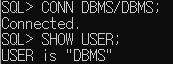 SQL> CONN DBMS/DBMS;
Connected.
SQL> SHOW USER;
USER is "DBMS"